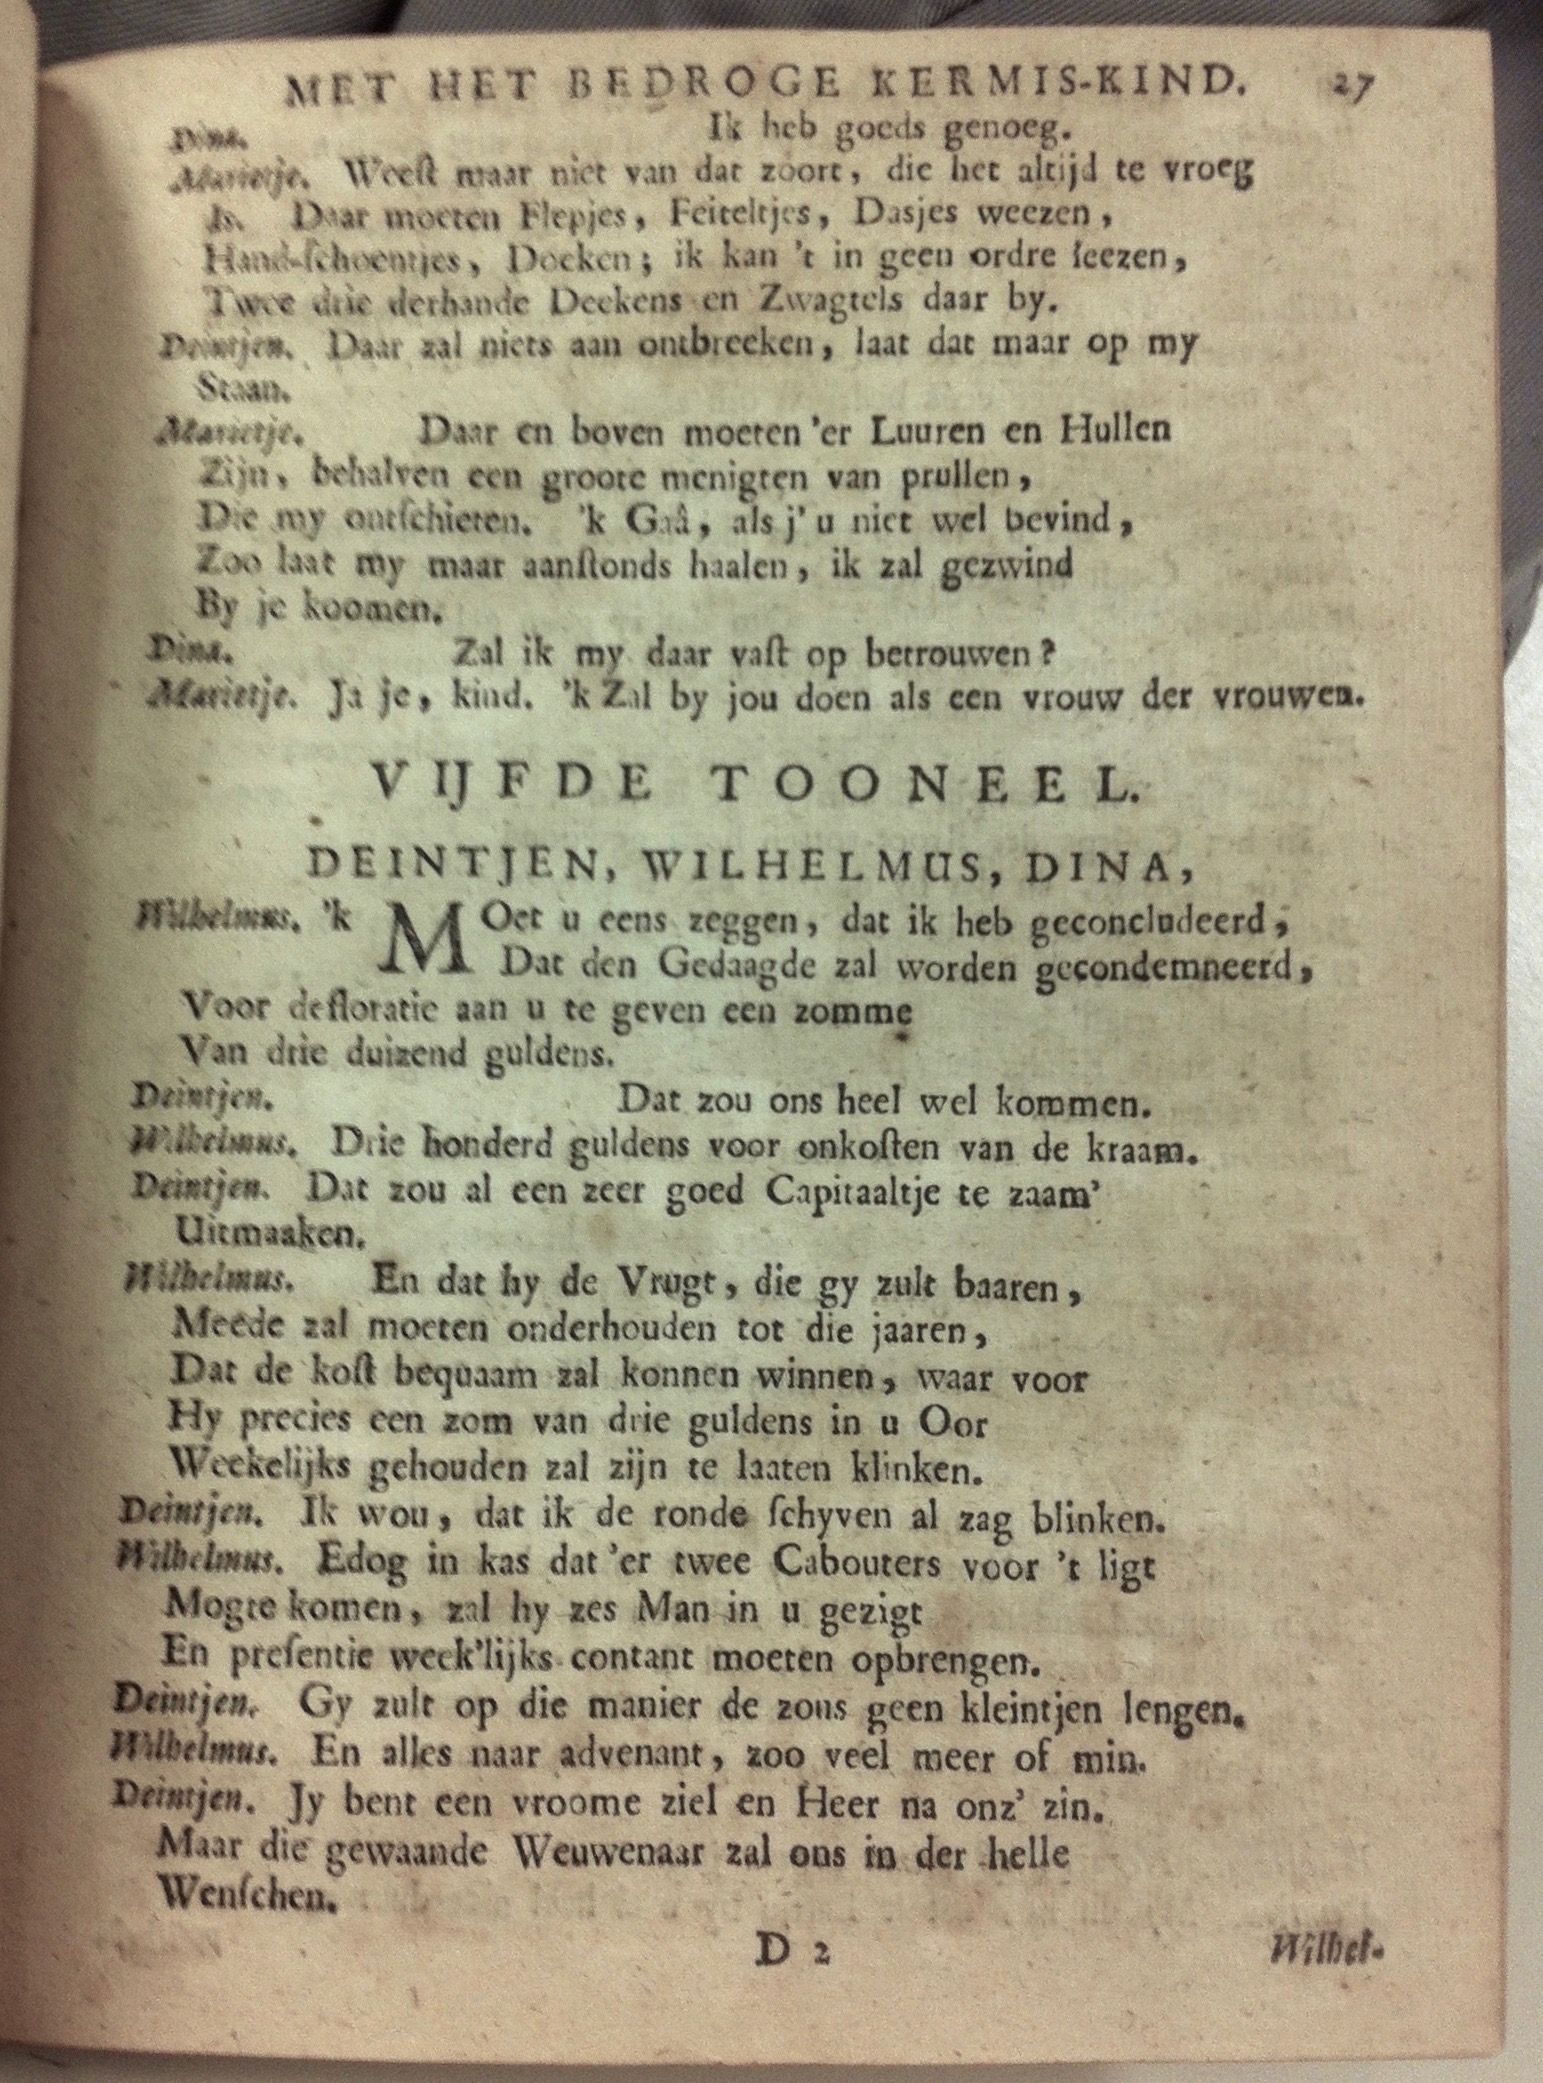 MET HET BEDROGE KERMIS-KIND. 27
Dina. Ik heb goeds genoeg.
Marietje. Weeſt maar niet van dat zoort, die het altijd te vroeg
Is. Daar moeten Flepjes, Feiteltjes, Dasjes weezen,
Hand-ſchoentjes, Doeken; ik kan 't in geen ordre leezen,
Twee drie derhande Deekens en Zwagtels daar by.
Deintjen. Daar zal niets aan ontbreeken, laat dat maar op my
Staan.
Marietje. Daar en boven moeten 'er Luuren en Hullen
Zijn, behalven een groote menigten van prullen,
Die my ontſchieten. 'k Gaâ, als j' u niet wel bevind,
Zoo laat my maar aanſtonds haalen, ik zal gezwind
By je koomen.
Dina. Zal ik my daar vaſt op betrouwen?
Marietje. Ja je, kind. 'k Zal by jou doen als een vrouw der vrouwen.
VIJFDE TOONEEL.
DEINTJEN, WILHELMUS, DINA,
Wilhelmus. 'k MOet u eens zeggen, dat ik heb geconcludeerd,
Dat den Gedaagde zal worden gecondemneerd,
Voor defloratie aan u te geven een zomme
Van drie duizend guldens.
Deintjen. Dat zou ons heel wel kommen.
Wilhelmus. Drie honderd guldens voor onkoſten van de kraam.
Deintjen. Dat zou al een zeer goed Capitaaltje te zaam'
Uitmaaken.
Wilhelmus. En dat hy de Vrugt, die gy zult baaren,
Meede zal moeten onderhouden tot die jaaren,
Dat de koſt bequaam zal konnen winnen, waar voor
Hy precies een zom van drie guldens in u Oor
Weekelijks gehouden zal zijn te laaten klinken.
Deintjen. Ik wou, dat ik de ronde ſchyven al zag blinken.
Wilhelmus. Edog in kas dat 'er twee Cabouters voor 't ligt
Mogte komen, zal hy zes Man in u gezigt
En preſentie week'lijks contant moeten opbrengen.
Deintjen. Gy zult op die manier de zous geen kleintjen lengen.
Wilhelmus. En alles naar advenant, zoo veel meer of min.
Deintjen. Jy bent een vroome ziel en Heer na onz' zin.
Maar die gewaande Weuwenaar zal ons in der helle
Wenſchen.
D 2 Wilhel-